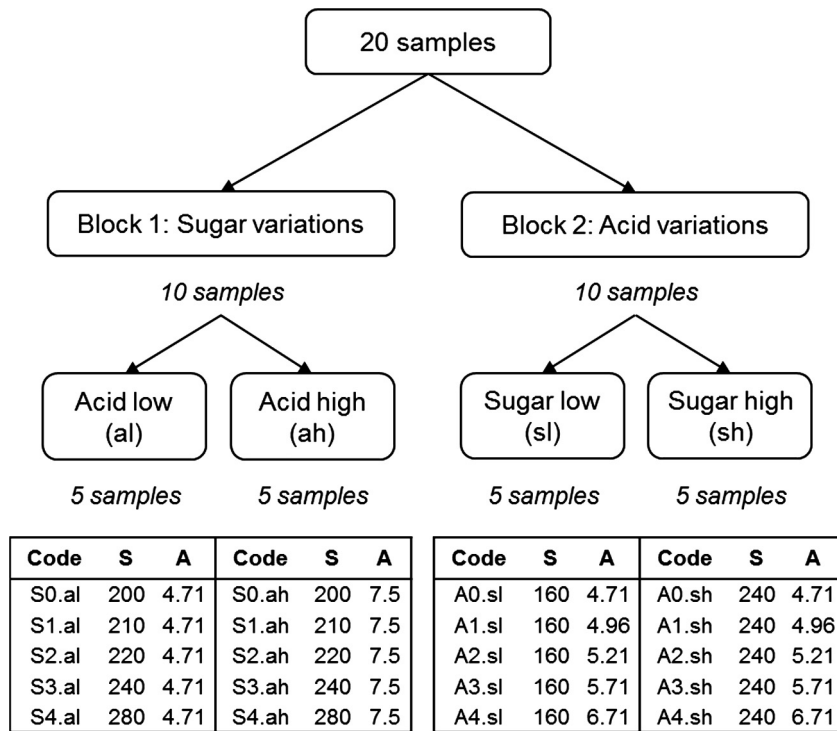 20 samples
Block 1: Sugar variations
Block 2: Acid variations
10 samples
10 samples
Acid low
(al)
Acid high
(ah)
Sugar low
(sl)
Sugar high
(sh)
5 samples
5 samples
5 samples
5 samples
Code S A Code S A Code S A Code S A
S0.al 200 4.71 S0.ah 200 7.5 A0.sl 160 4.71 A0.sh 240 4.71
S1.al 210 4.71 S1.ah 210 7.5 A1.sl 160 4.96 A1.sh 240 4.96
S2.al 220 4.71 S2.ah 220 7.5 A2.sl 160 5.21 A2.sh 240 5.21
S3.al 240 4.71 S3.ah 240 7.5 A3.sl 160 5.71 A3.sh 240 5.71
S4.al 280 4.71 S4.ah 280 7.5 A4.sl 160 6.71 A4.sh 240 6.71